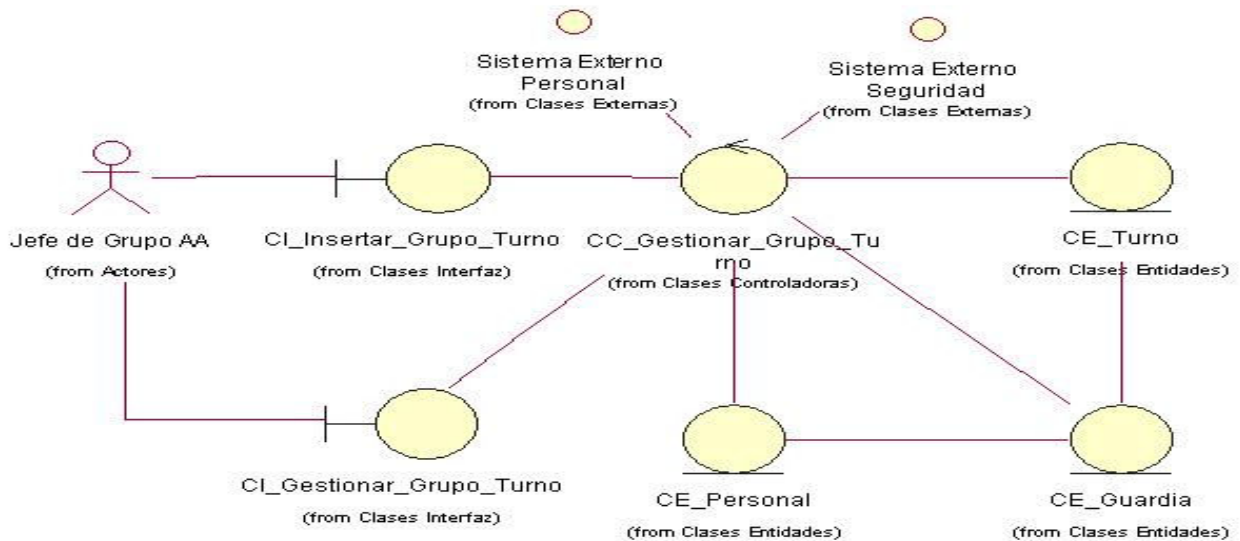 Sistema Externo
Personal
(from Clases Externas)
Sistema Externo
Seguridad
(from Clases Externas)
Jefe de Grupo AA
(from Actores)
CI_Insertar_Grupo_Turno
(from Clases Interfaz)
CC_Gestionar_Grupo_Tu
rno
(from Clases Controladoras)
CE_Turno
(from Clases Entidades)
CI_Gestionar_Grupo_Turno
(from Clases Interfaz)
CE_Personal
(from Clases Entidades)
CE_Guardia
(from Clases Entidades)